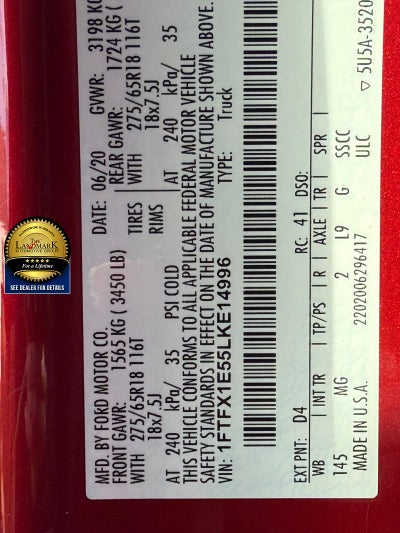 MFD. BY FORD MOTOR CO.
DATE: 06/20 GVWR: 3198 KG
FRONT GAWR: 1565 KG ( 3450 LB)
REAR GAWR: 1724 KG (
WITH 275/65R18 116T TIRES WITH 275/65R18 116T
18x7.5J RIMS 18x7.5J
AT 240 kPa/ 35 PSI COLD AT 240 kPa/ 35
THIS VEHICLE CONFORMS TO ALL APPLICABLE FEDERAL MOTOR VEHICLE
SAFETY STANDARDS IN EFFECT ON THE DATE OF MANUFACTURE SHOWN ABOVE.
VIN: 1FTFX1E55LKE14996 TYPE: Truck
EXT PNT: D4 RC: 41 DSO:
WB INT TR TP/PS R AXLE TR SPR
145 MG 2 L9 G SSCC
2202006296417 ULC
MADE IN U.S.A. ▽ 5U5A-3520
LANDMARK
AUTOMOTIVE GROUP
For a Lifetime
SEE DEALER FOR DETAILS